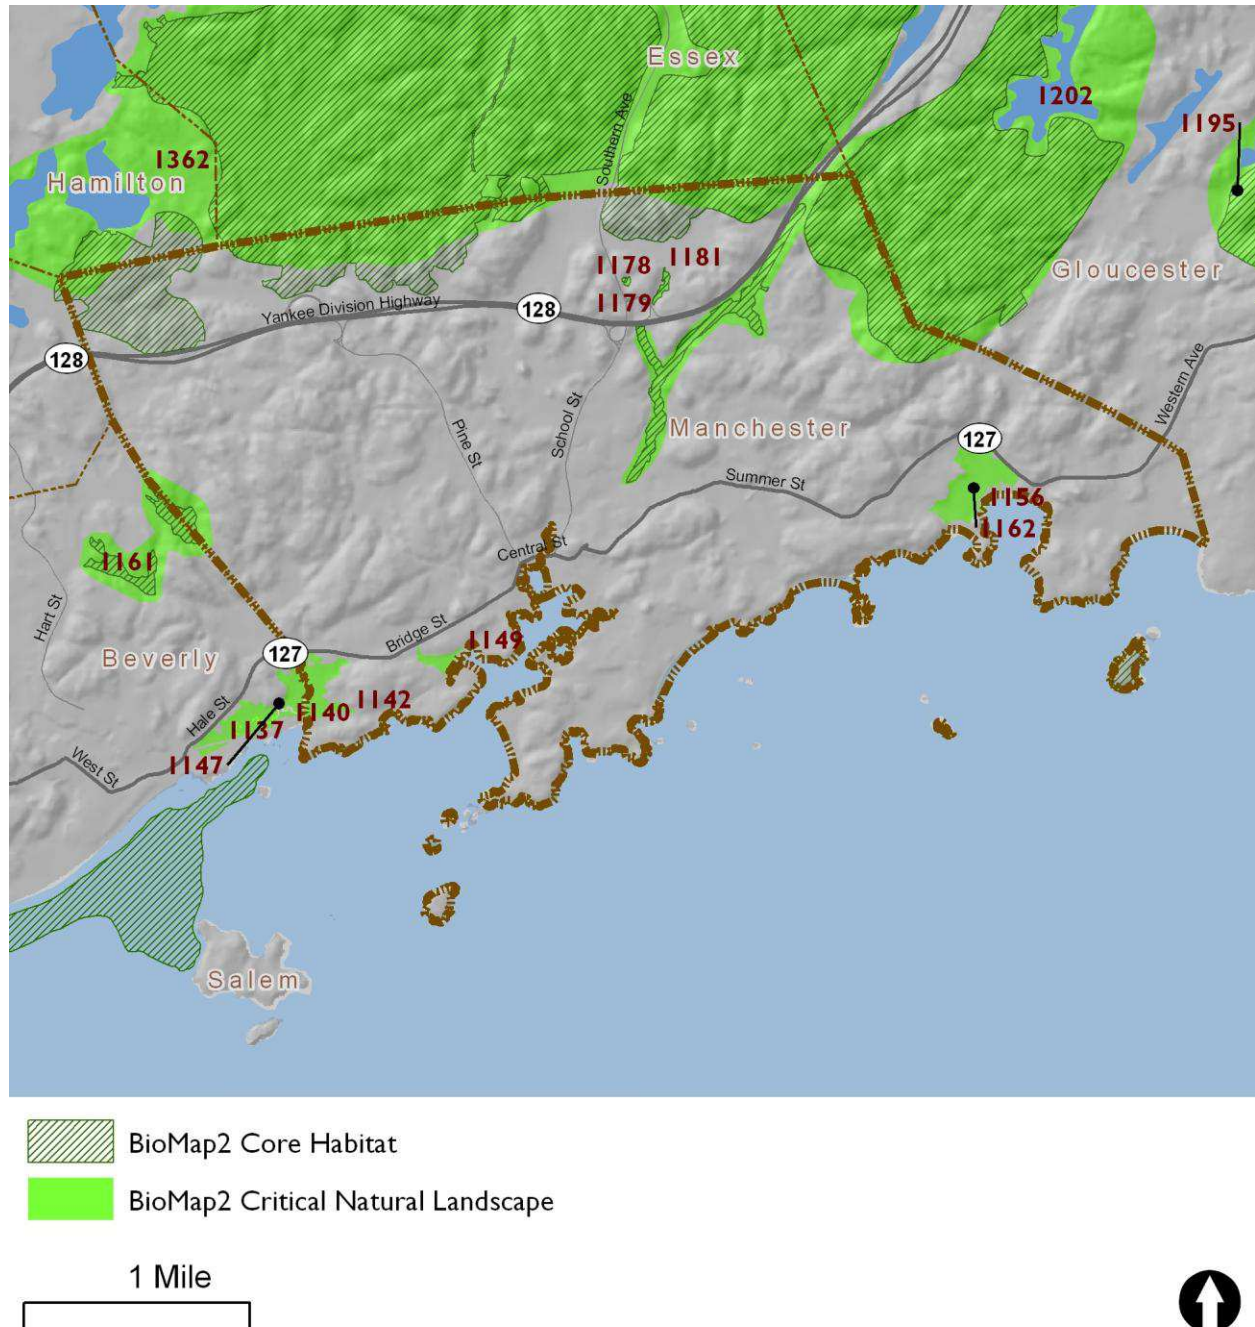 Essex
Southern Ave
1202
1195
1362
Hamilton
1178
1181
1179
Gloucester
Yankee Division Highway
128
128
Western Ave
Pine St
School St
Manchester
127
Summer St
1156
1162
Central St
1161
Hart St
Bridge St
1149
Beverly
127
Hale St
1142
1140
1137
1147
West St
Salem
BioMap2 Core Habitat
BioMap2 Critical Natural Landscape
1 Mile